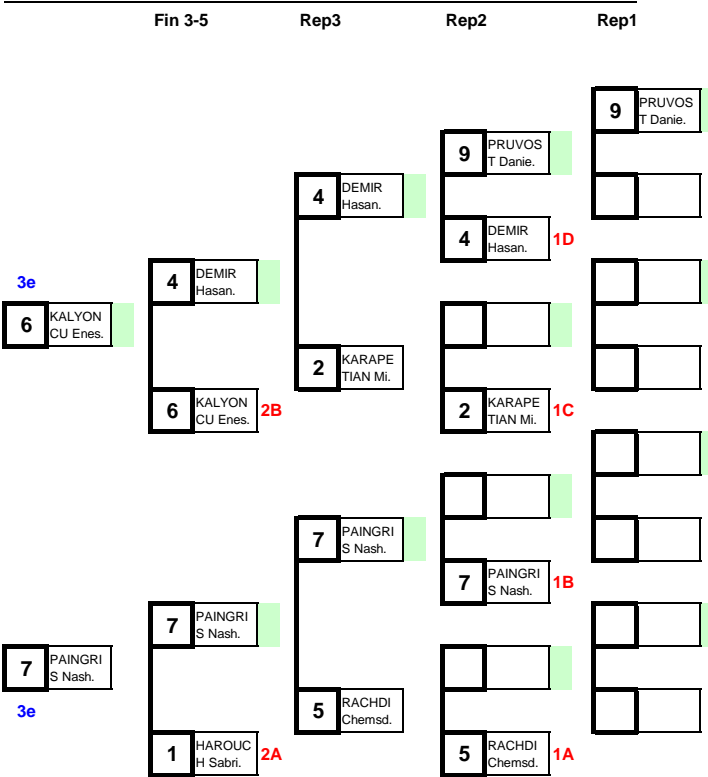 Fin 3-5 Rep3 Rep2 Rep1
9 PRUVOS
T Danie.
9 PRUVOS
T Danie.
4 DEMIR
Hasan.
4 DEMIR
Hasan. 1D
3e
4 DEMIR
Hasan.
6 KALYON
CU Enes.
2 KARAPE
TIAN Mi.
6 KALYON
CU Enes. 2B
2 KARAPE
TIAN Mi. 1C
7 PAINGRI
S Nash.
7 PAINGRI
S Nash. 1B
7 PAINGRI
S Nash.
7 PAINGRI
S Nash.
3e
5 RACHDI
Chemsd.
1 HAROUC
H Sabri. 2A
5 RACHDI
Chemsd. 1A